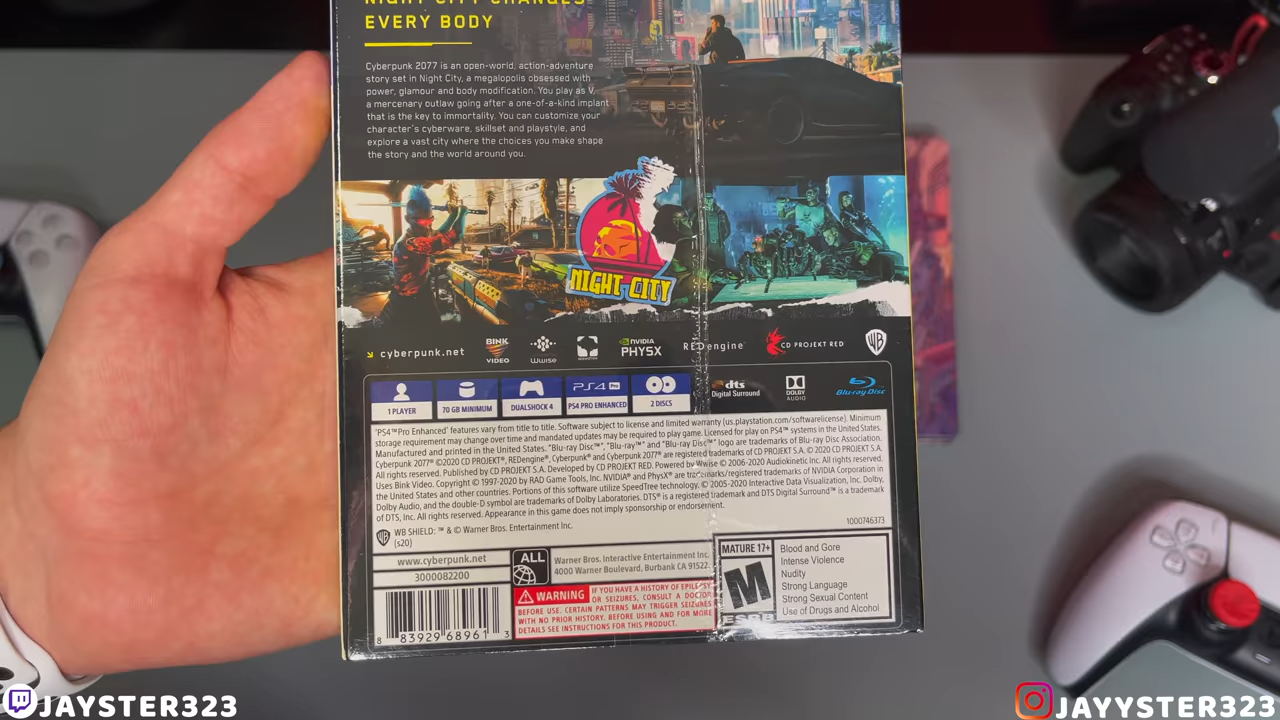 NIGHT CITY CHANGES
EVERY BODY
Cyberpunk 2077 is an open-world, action-adventure
story set in Night City, a megalopolis obsessed with
power, glamour and body modification. You play as V,
a mercenary outlaw going after a one-of-a-kind implant
that is the key to immortality. You can customize your
character's cyberware, skillset and playstyle, and
explore a vast city where the choices you make shape
the story and the world around you.
NIGHT CITY
cyberpunk.net
BINK VIDEO
Wwise
NVIDIA PHYSX
REDengine
CD PROJEKT RED
WB
1 PLAYER
70 GB MINIMUM
DUALSHOCK 4
PS4 Pro
PS4 PRO ENHANCED
2 DISCS
dts Digital Surround
DOLBY AUDIO
Blu-ray Disc
'PS4™ Pro Enhanced' features vary from title to title. Software subject to license and limited warranty (us.playstation.com/softwarelicense). Minimum
storage requirement may change over time and mandated updates may be required to play game. Licensed for play on PS4™ systems in the United States.
Manufactured and printed in the United States. "Blu-ray Disc™", "Blu-ray™" and "Blu-ray Disc™" logo are trademarks of Blu-ray Disc Association.
Cyberpunk 2077® ©2020 CD PROJEKT®, REDengine®, Cyberpunk® and Cyberpunk 2077® are registered trademarks of CD PROJEKT S.A. © 2020 CD PROJEKT S.A.
All rights reserved. Published by CD PROJEKT S.A. Developed by CD PROJEKT RED. Powered by Wwise © 2006-2020 Audiokinetic Inc. All rights reserved.
Uses Bink Video. Copyright © 1997-2020 by RAD Game Tools, Inc. NVIDIA® and PhysX® are trademarks/registered trademarks of NVIDIA Corporation in
the United States and other countries. Portions of this software utilize SpeedTree technology. © 2005-2020 Interactive Data Visualization, Inc. Dolby,
Dolby Audio, and the double-D symbol are trademarks of Dolby Laboratories. DTS® is a registered trademark and DTS Digital Surround™ is a trademark
of DTS, Inc. All rights reserved. Appearance in this game does not imply sponsorship or endorsement.
WB SHIELD: ™ & © Warner Bros. Entertainment Inc.
(s20)
1000746373
www.cyberpunk.net
3000082200
ALL
Warner Bros. Interactive Entertainment Inc.
4000 Warner Boulevard, Burbank CA 91522.
WARNING IF YOU HAVE A HISTORY OF EPILEPSY
OR SEIZURES, CONSULT A DOCTOR
BEFORE USE. CERTAIN PATTERNS MAY TRIGGER SEIZURES
WITH NO PRIOR HISTORY. BEFORE USING AND FOR MORE
DETAILS SEE INSTRUCTIONS FOR THIS PRODUCT.
8 83929 68961 3
MATURE 17+
M
ESRB
Blood and Gore
Intense Violence
Nudity
Strong Language
Strong Sexual Content
Use of Drugs and Alcohol
JAYSTER323
JAYYSTER323